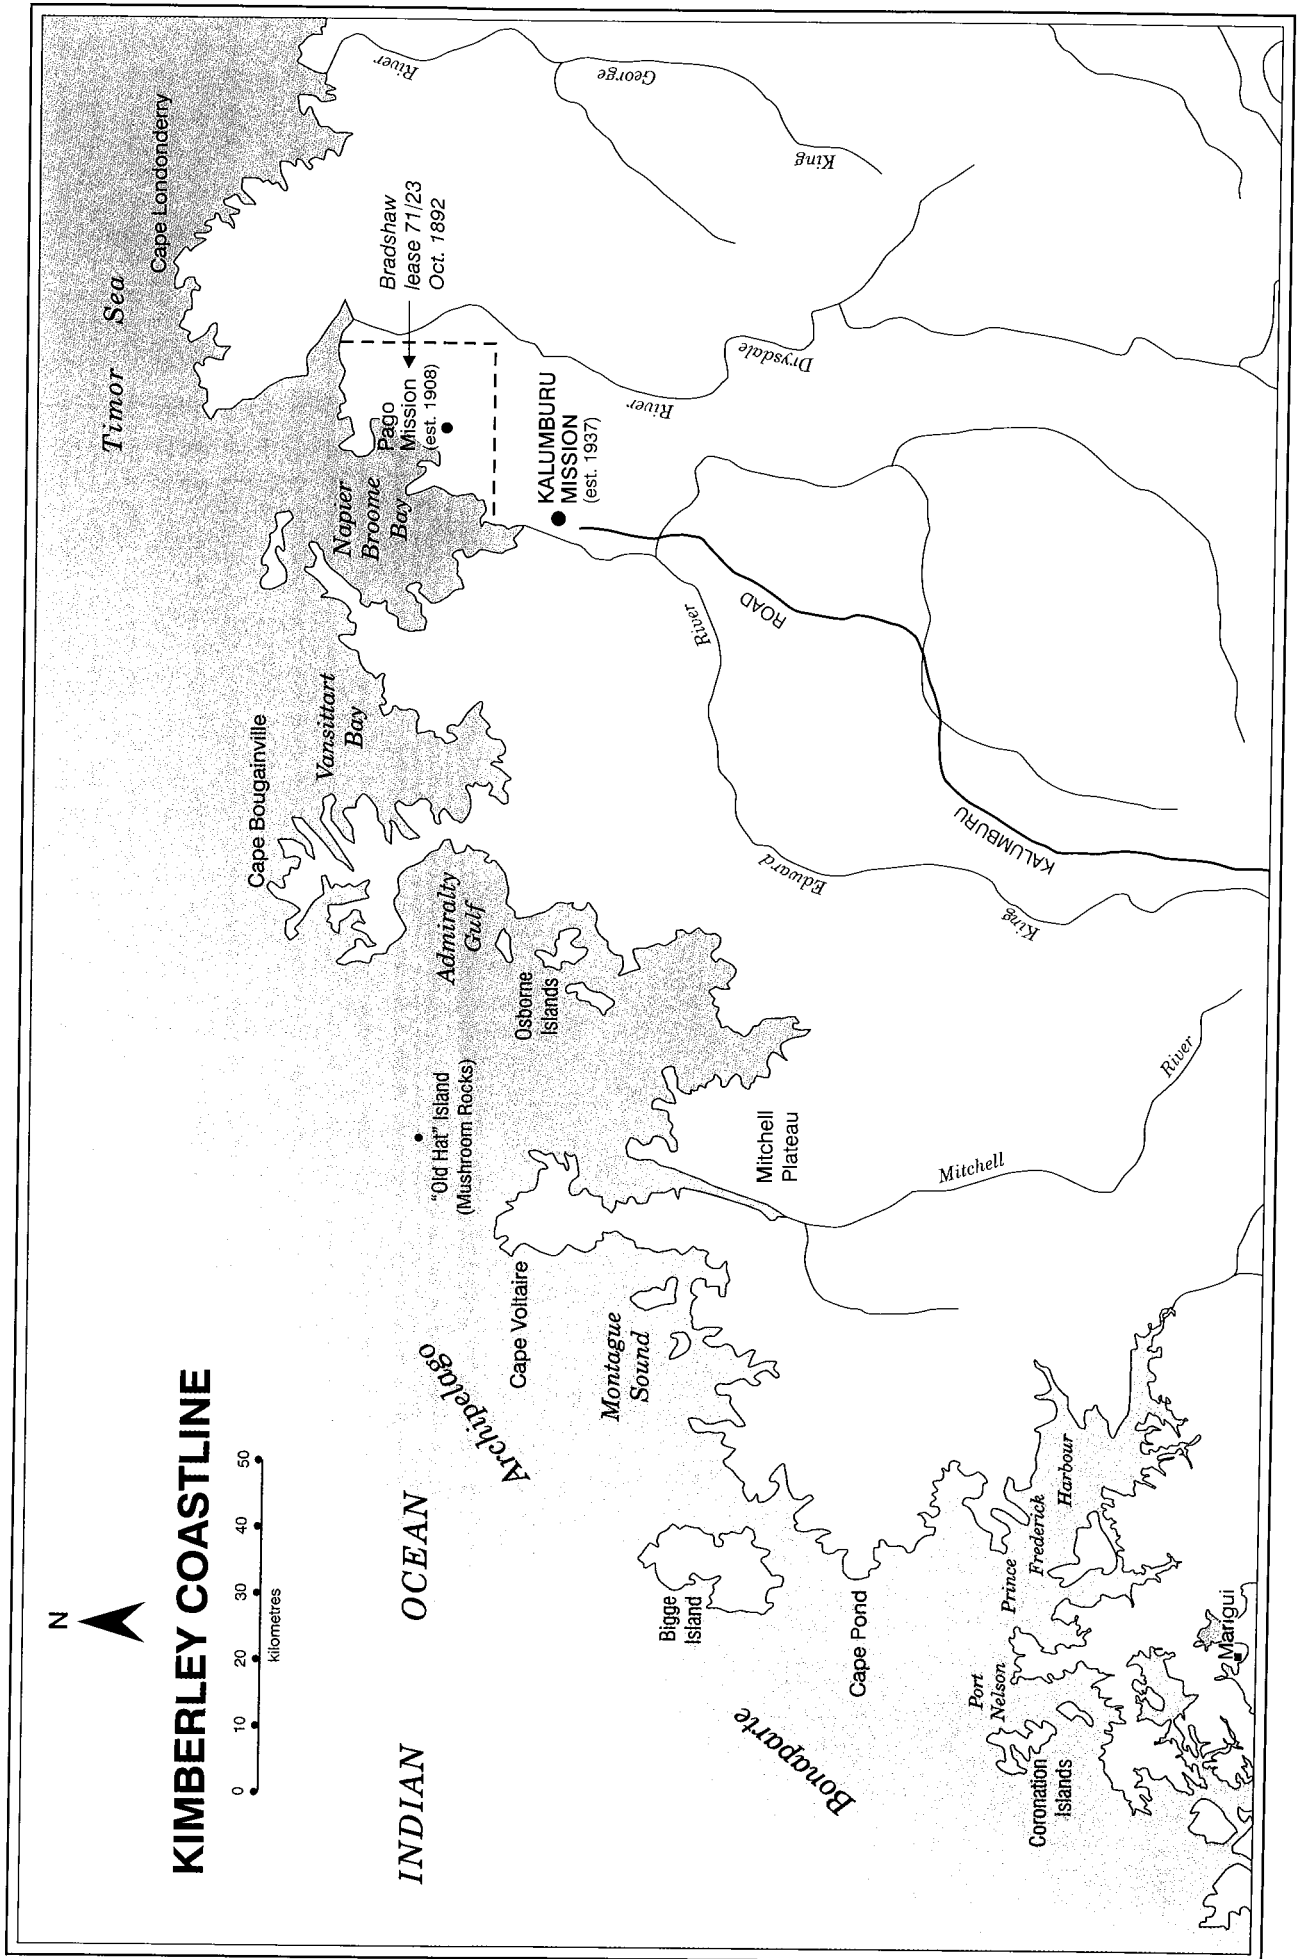 KIMBERLEY COASTLINE
N
0 10 20 30 40 50
kilometres
INDIAN OCEAN
Timor Sea
Bonaparte Archipelago
Cape Londonderry
Cape Bougainville
Vansittart
Bay
Napier
Broome
Bay
Pago
Mission
(est. 1908)
Bradshaw
lease 71/23
Oct. 1892
KALUMBURU
MISSION
(est. 1937)
Admiralty
Gulf
Osborne
Islands
"Old Hat" Island
(Mushroom Rocks)
Cape Voltaire
Montague
Sound
Mitchell
Plateau
Bigge
Island
Cape Pond
Prince
Frederick
Harbour
Port
Nelson
Coronation
Islands
Marigui
Mitchell River
King Edward River
KALUMBURU ROAD
Drysdale River
King George River